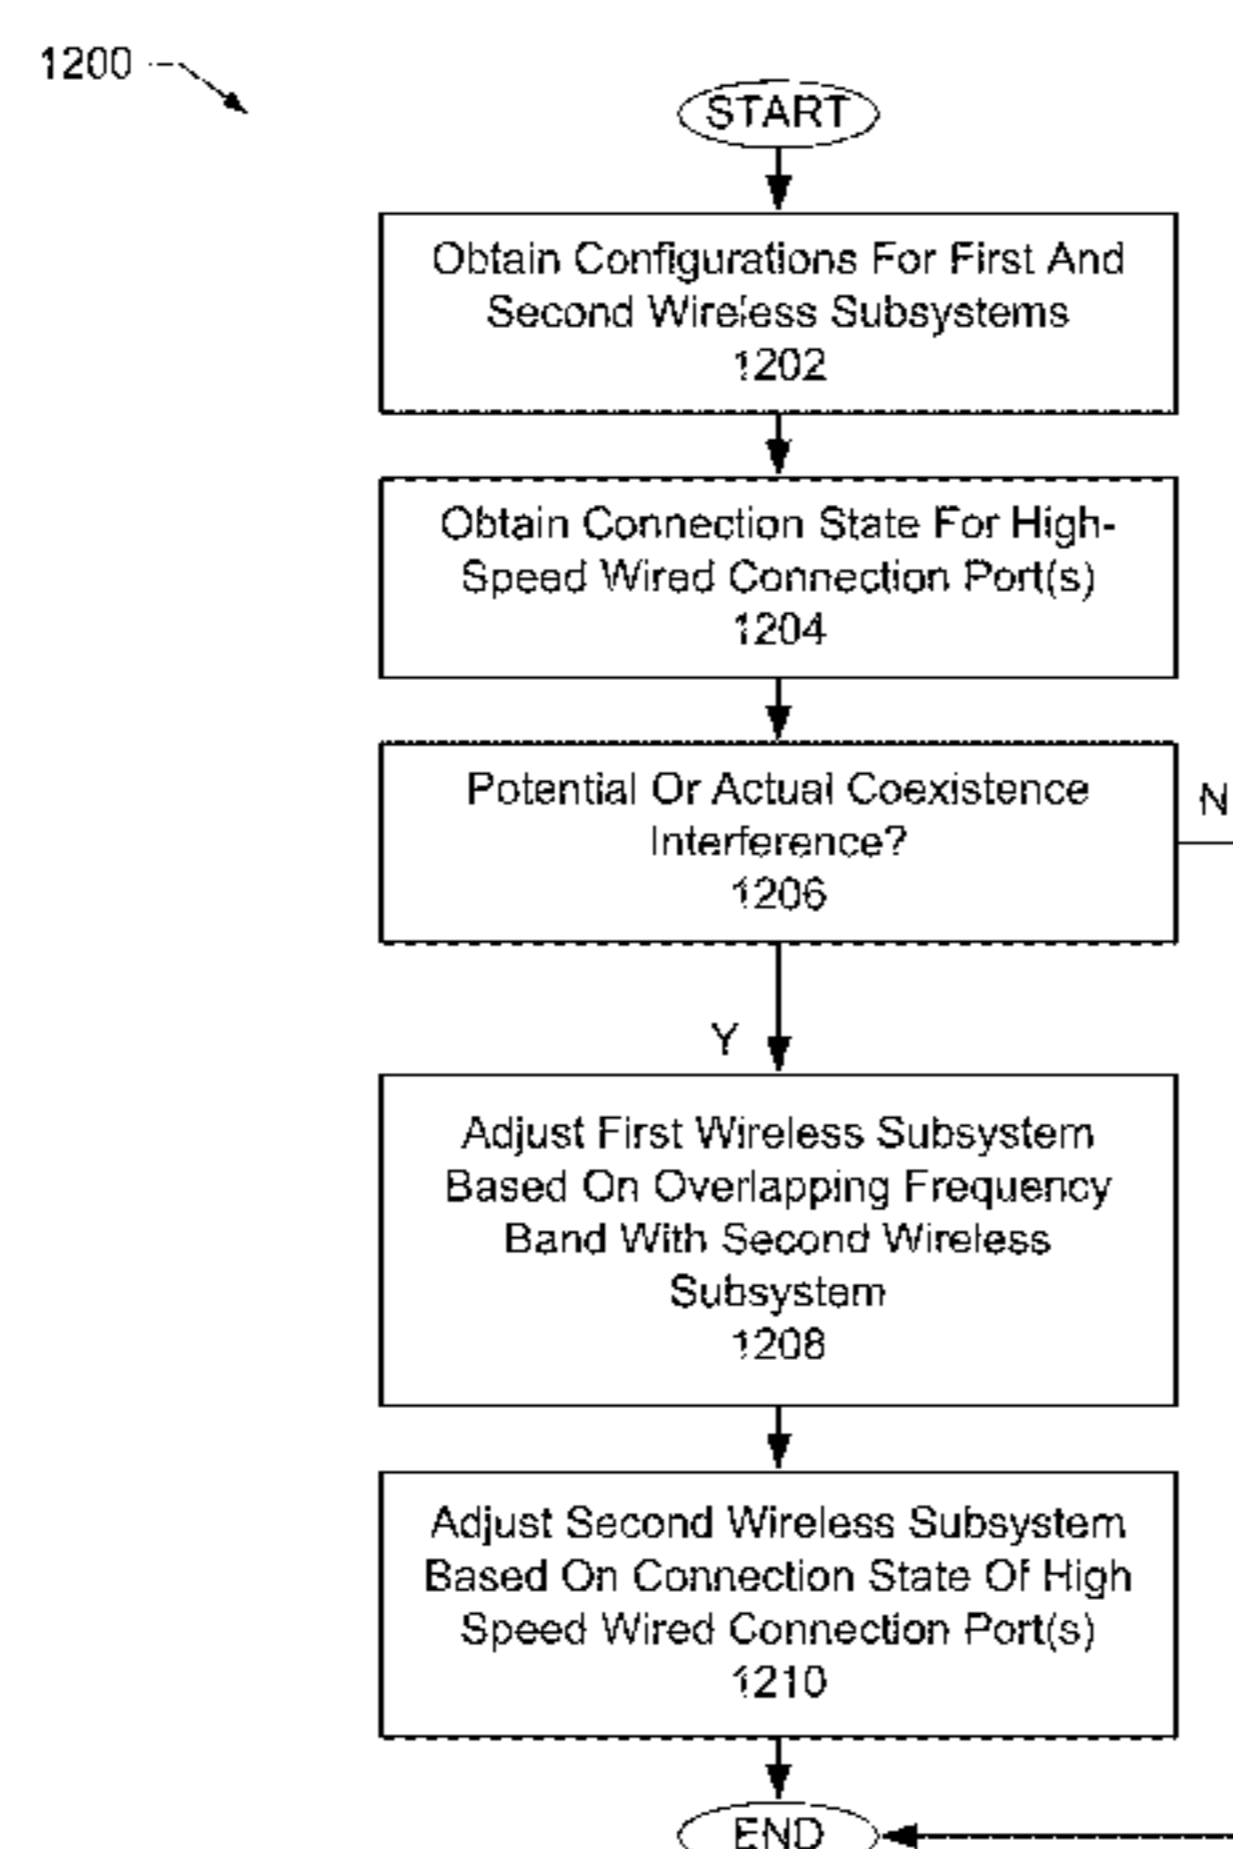 1200
START
Obtain Configurations For First And
Second Wireless Subsystems
1202
Obtain Connection State For High-
Speed Wired Connection Port(s)
1204
Potential Or Actual Coexistence
Interference?
1206
N
Y
Adjust First Wireless Subsystem
Based On Overlapping Frequency
Band With Second Wireless
Subsystem
1208
Adjust Second Wireless Subsystem
Based On Connection State Of High
Speed Wired Connection Port(s)
1210
END